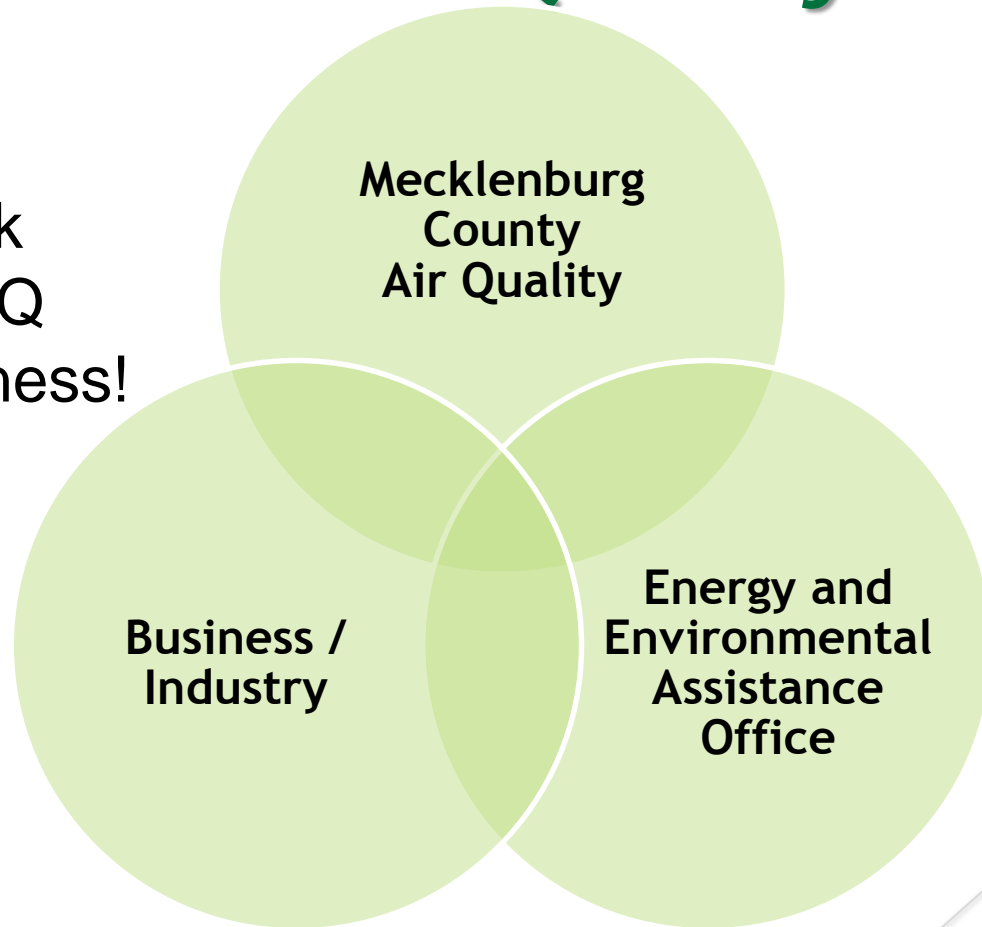 Mecklenburg
County
Air Quality
k
Q
ness!
Business /
Industry
Energy and
Environmental
Assistance
Office